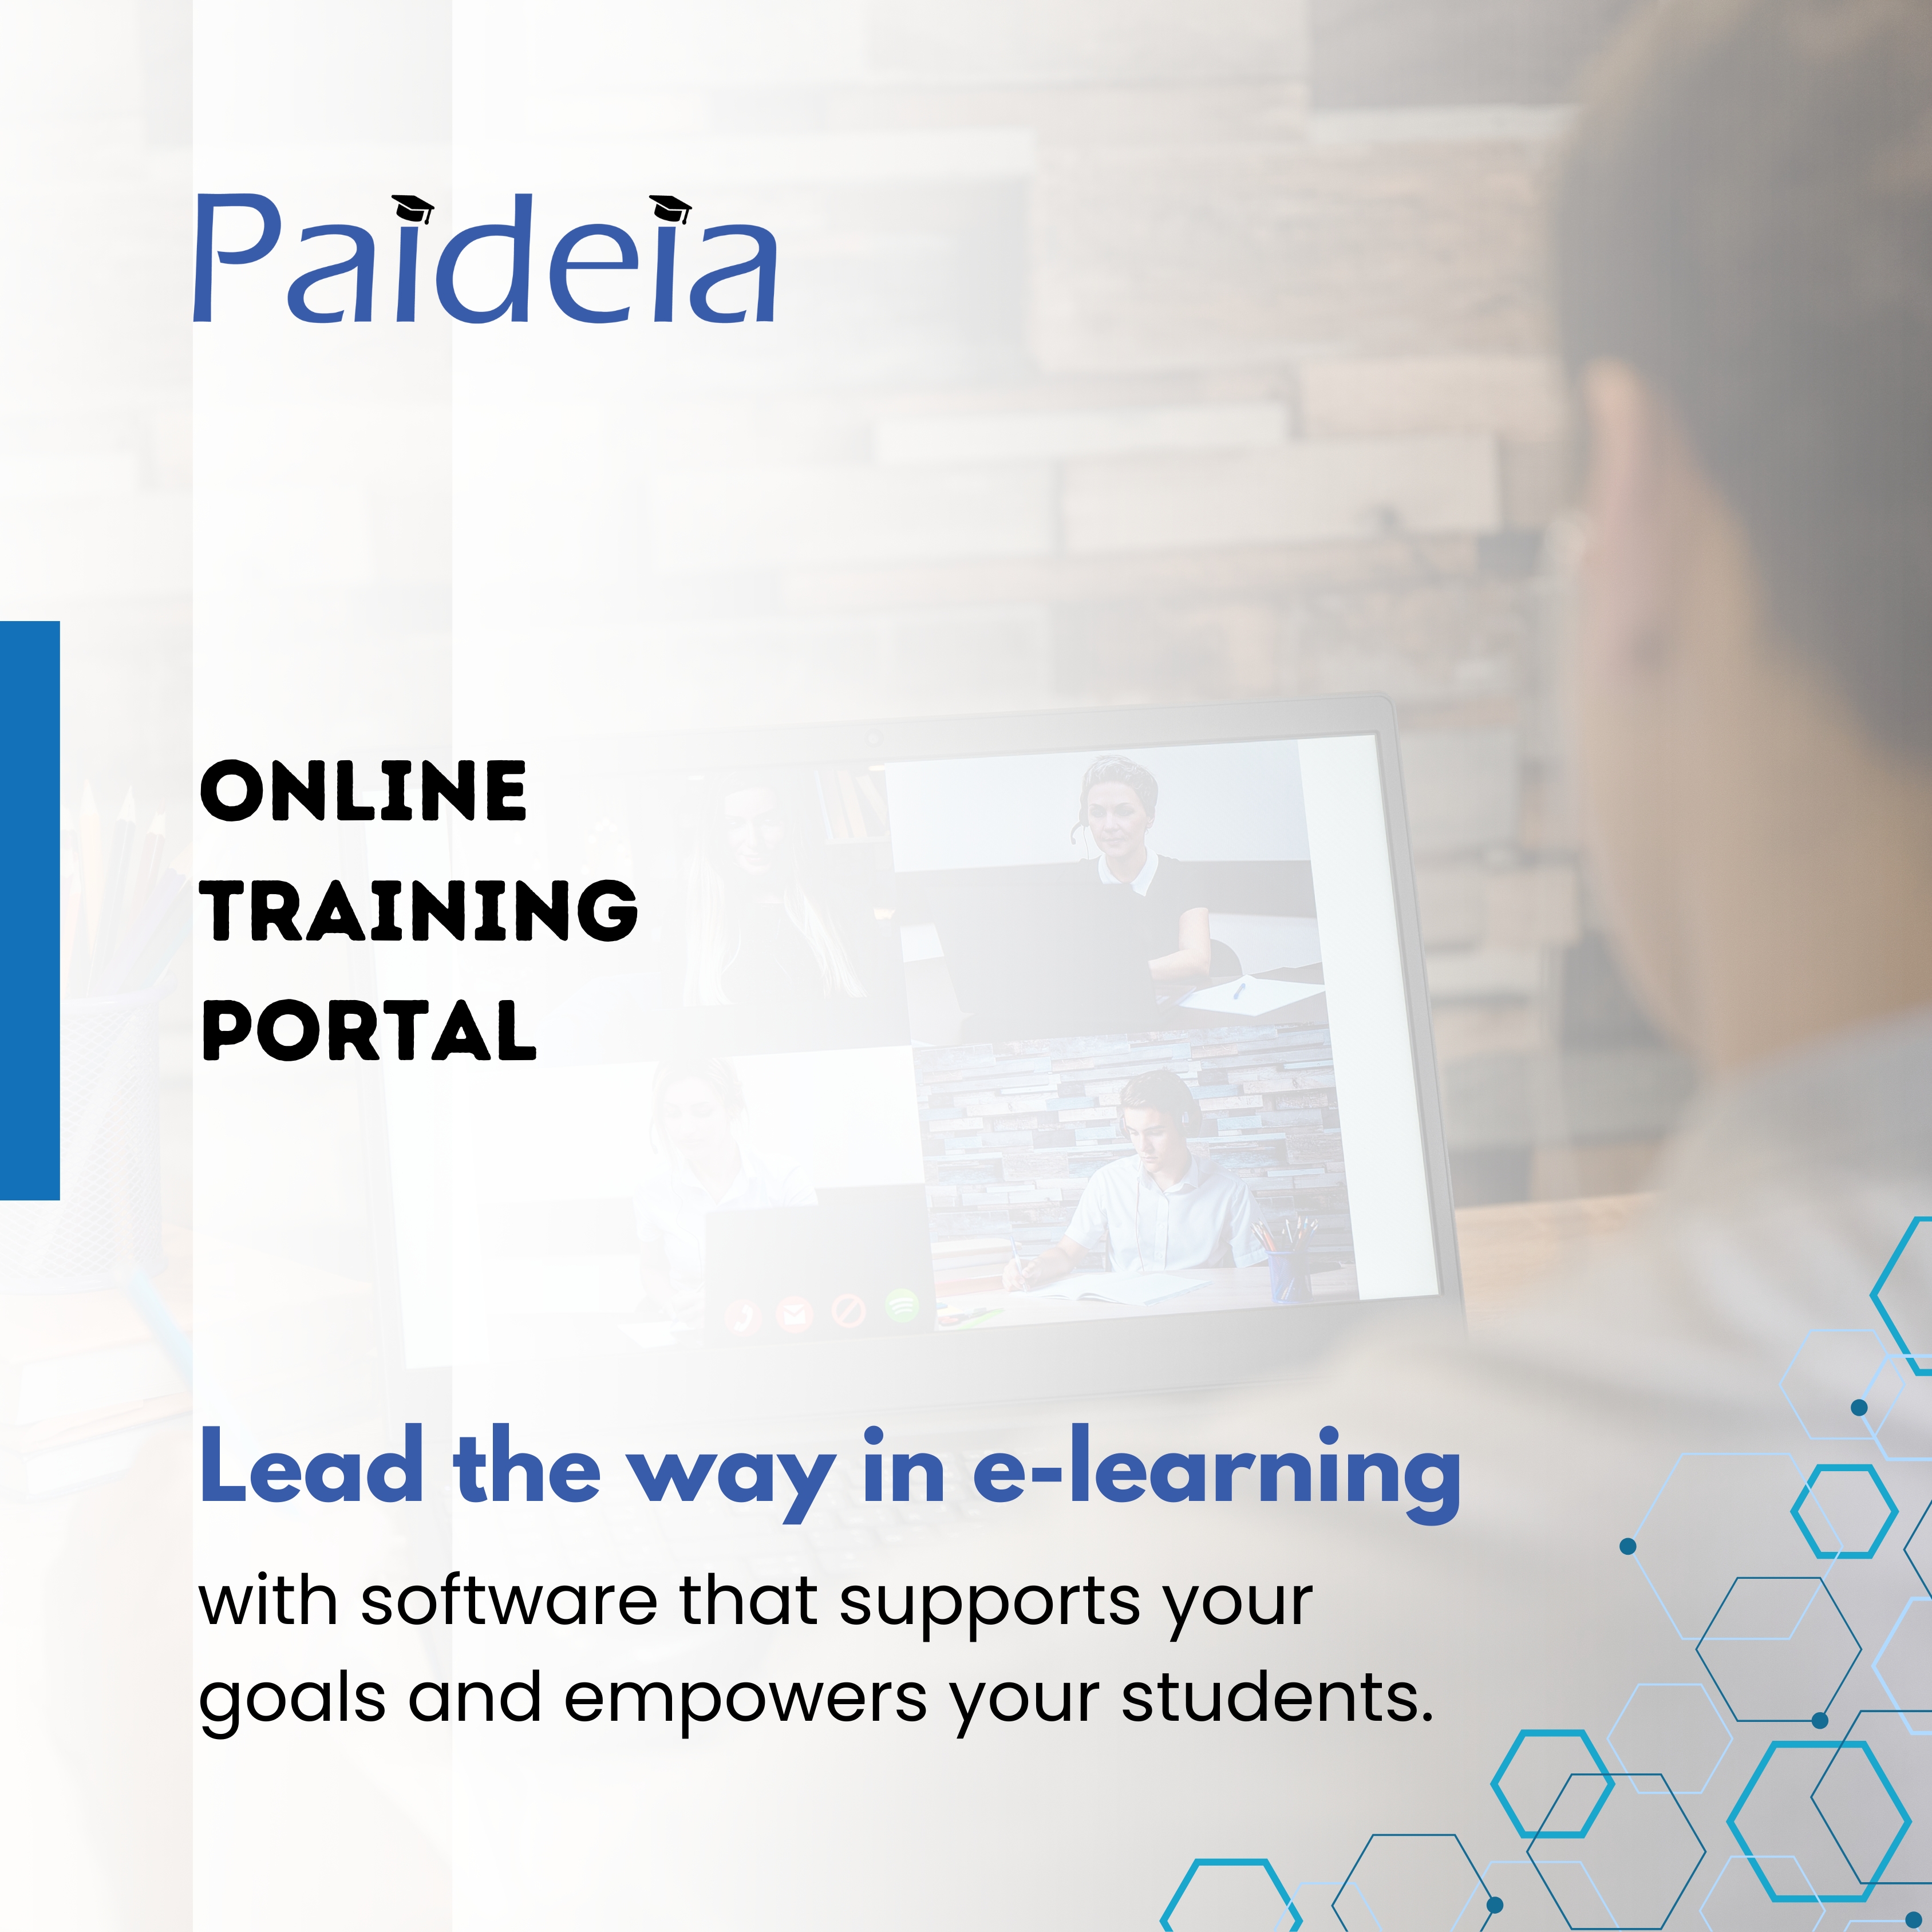 Paideia
ONLINE
TRAINING
PORTAL
Lead the way in e-learning
with software that supports your
goals and empowers your students.